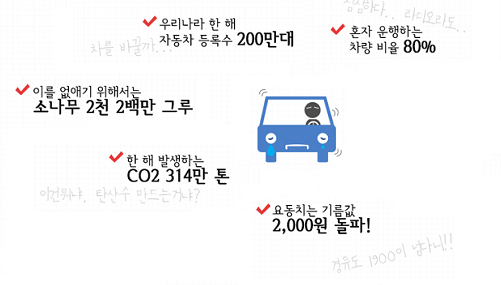 심심하다.. 라디오라도..
우리나라 한 해
자동차 등록수 200만대
혼자 운행하는
차량 비율 80%
차를 바꿀까...
이를 없애기 위해서는
소나무 2천 2백만 그루
한 해 발생하는
CO2 314만 톤
이건뭐냐, 탄산수 만드는거냐?
요동치는 기름값
2,000원 돌파!
경유도 1900이 넘다니!!